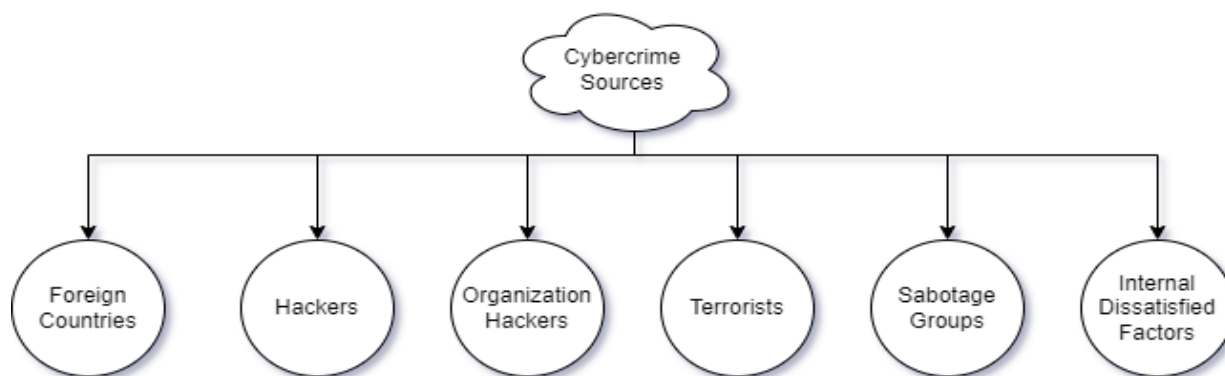 Cybercrime
Sources
Foreign
Countries
Hackers
Organization
Hackers
Terrorists
Sabotage
Groups
Internal
Dissatisfied
Factors